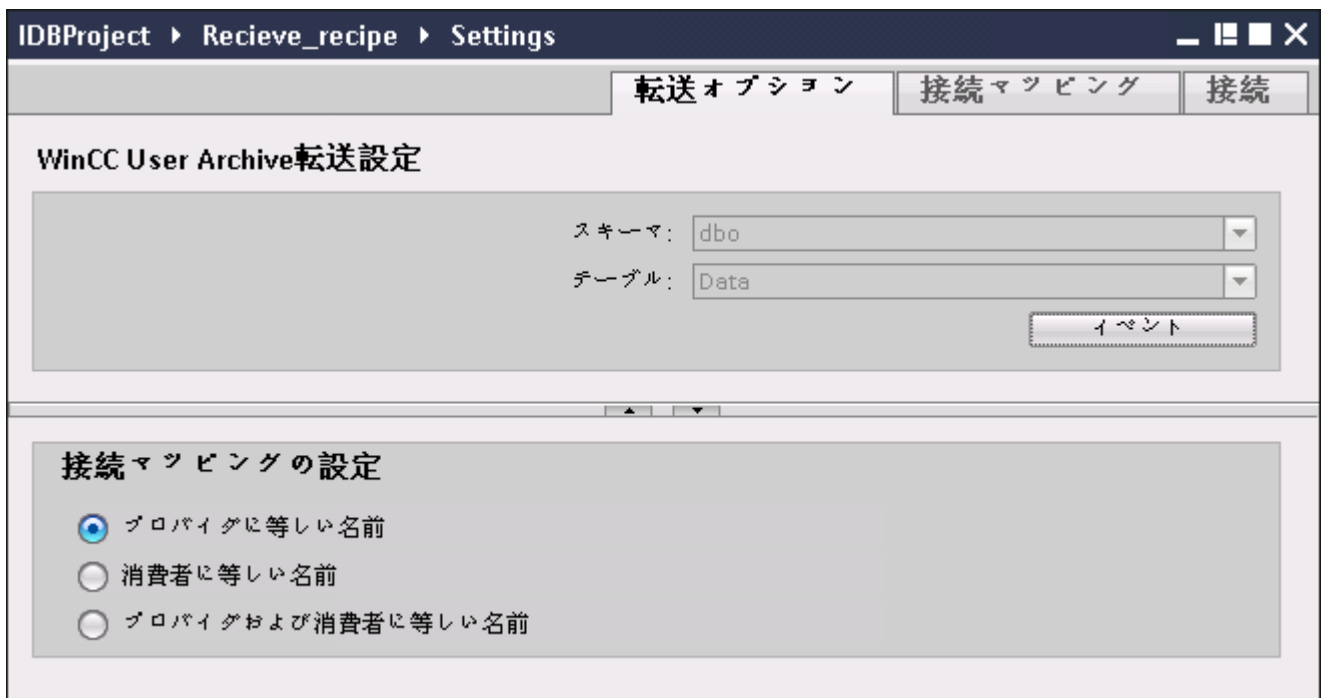 IDBProject ▸ Recieve_recipe ▸ Settings
転送オプション 接続マッピング 接続
WinCC User Archive転送設定
スキーマ: dbo
テーブル: Data
イベント
接続マッピングの設定
プロバイダに等しい名前
消費者に等しい名前
プロバイダおよび消費者に等しい名前